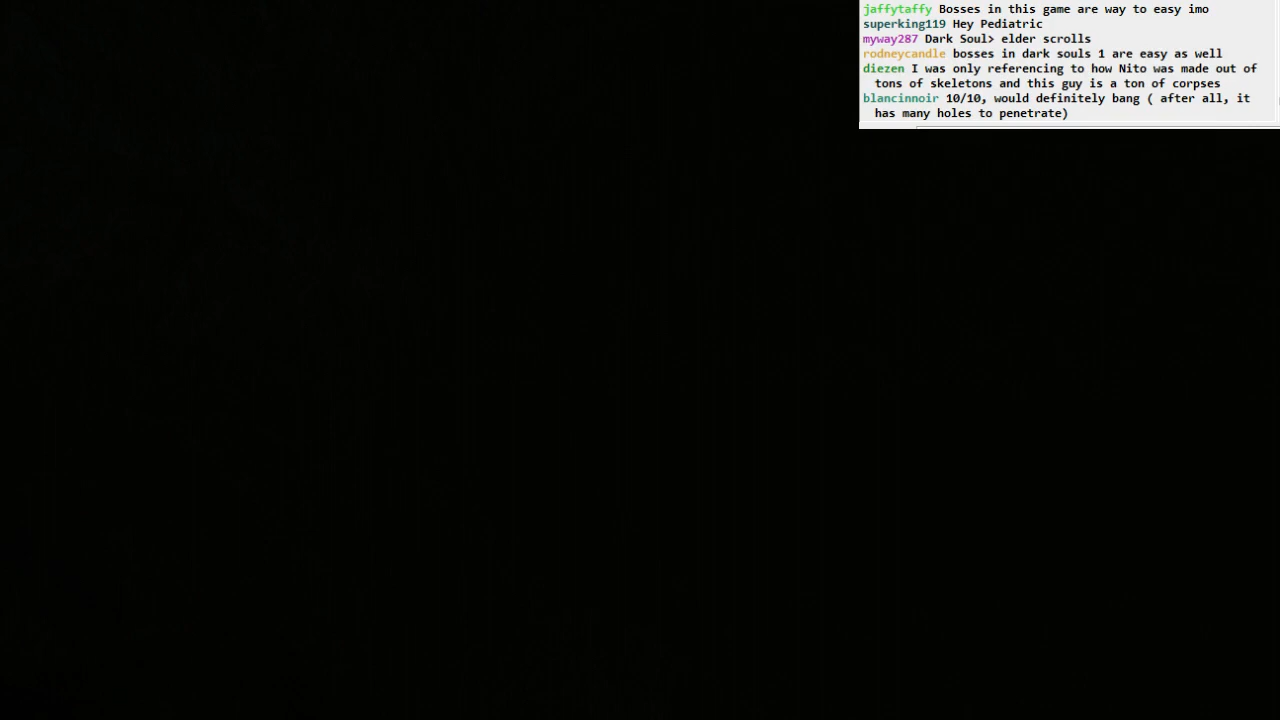 jaffytaffy Bosses in this game are way to easy imo
superking119 Hey Pediatric
myway287 Dark Soul> elder scrolls
rodneycandle bosses in dark souls 1 are easy as well
diezen I was only referencing to how Nito was made out of
tons of skeletons and this guy is a ton of corpses
blancinnoir 10/10, would definitely bang ( after all, it
has many holes to penetrate)